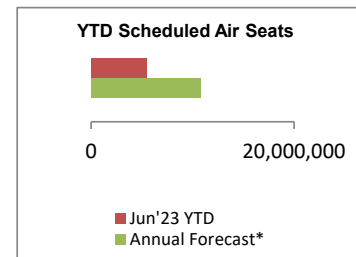 YTD Scheduled Air Seats
0 20,000,000
Jun'23 YTD
Annual Forecast*